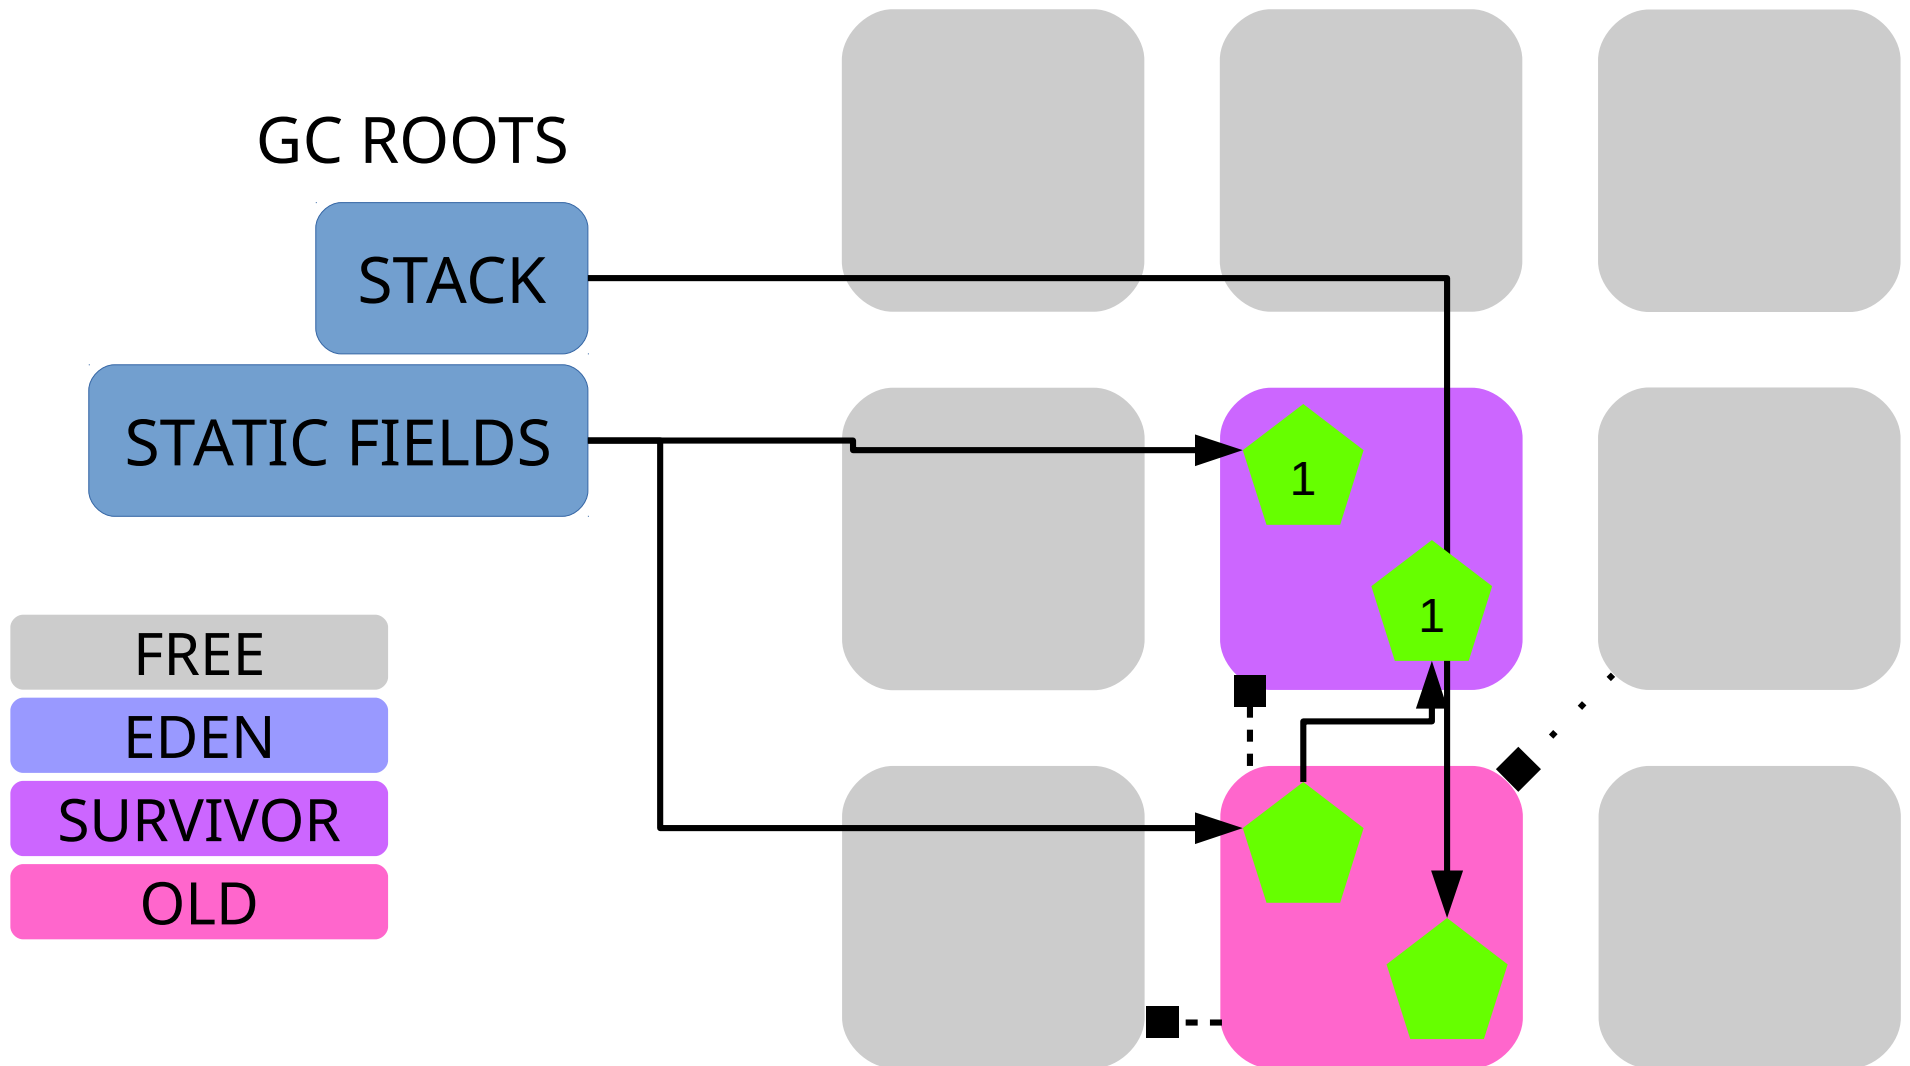 GC ROOTS
STACK
STATIC FIELDS
1
1
FREE
EDEN
SURVIVOR
OLD